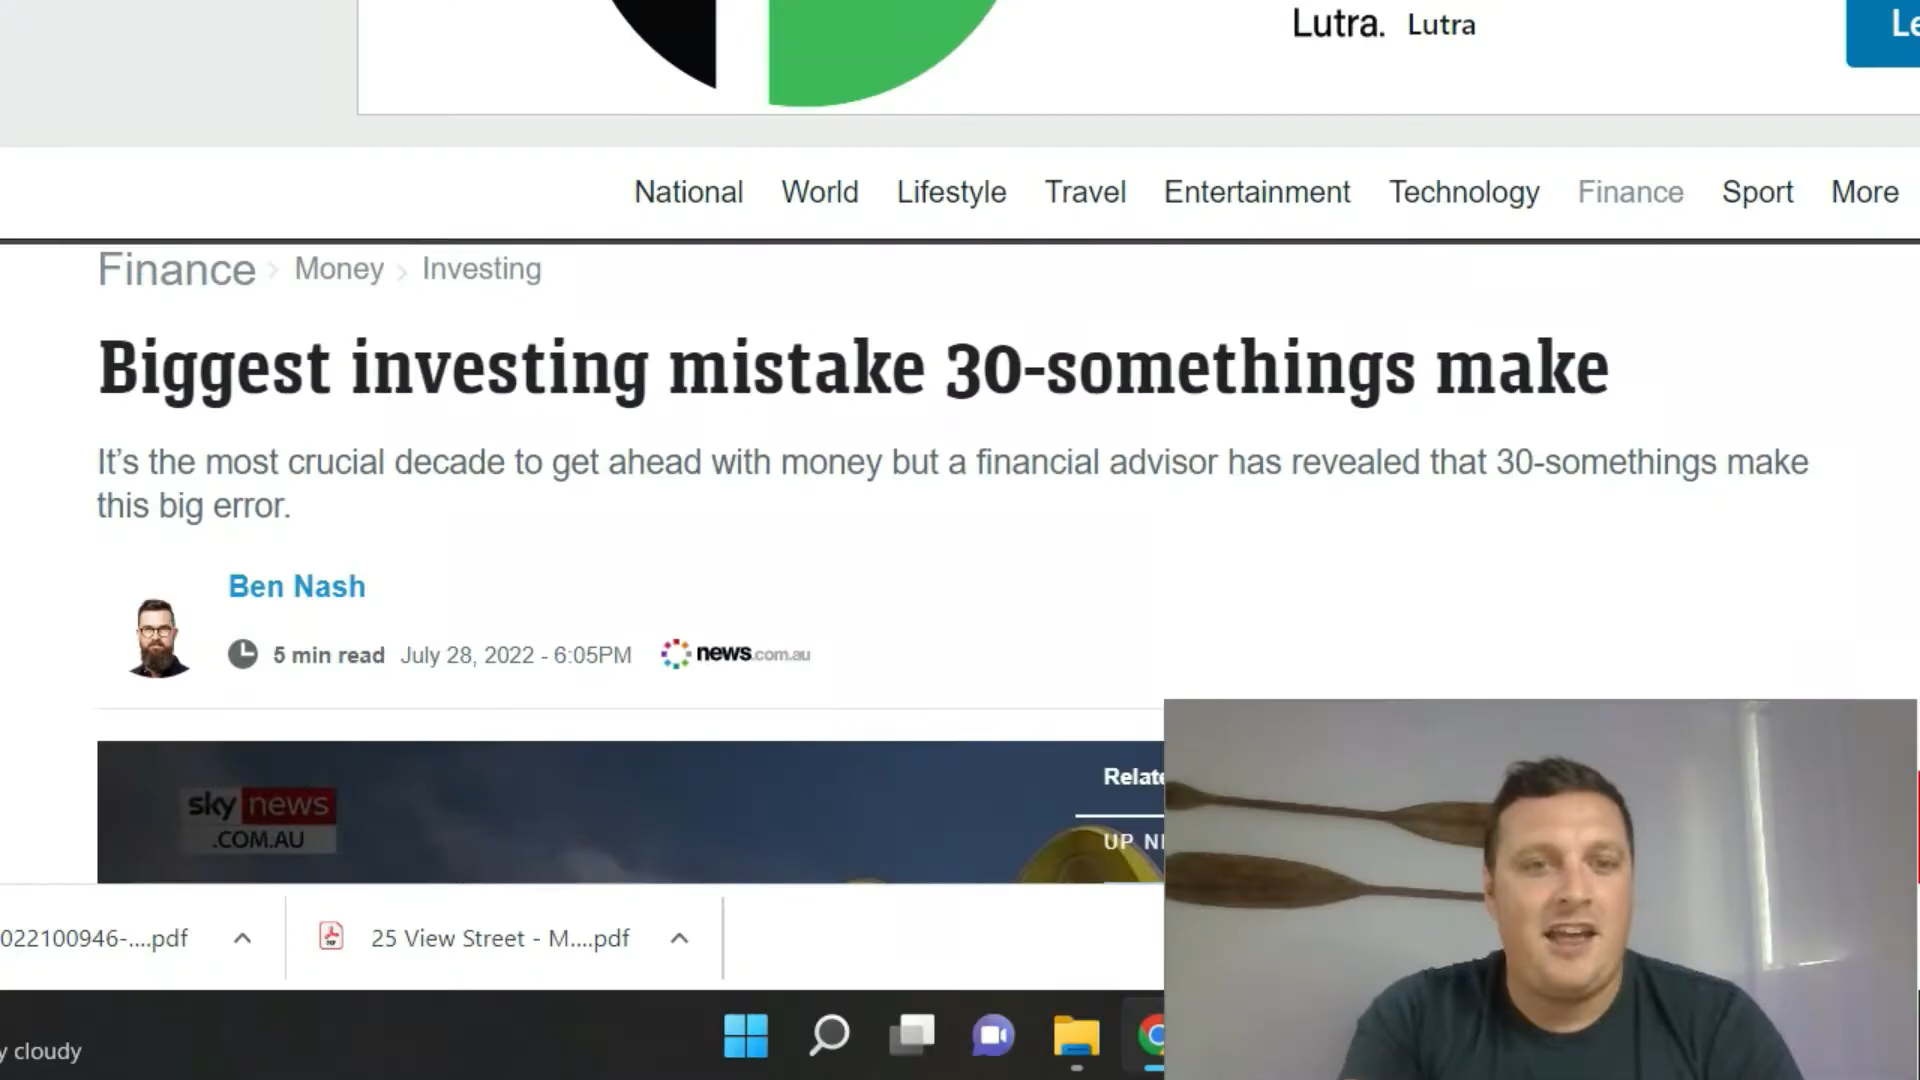 Lutra. Lutra
National World Lifestyle Travel Entertainment Technology Finance Sport More
Finance > Money > Investing
Biggest investing mistake 30-somethings make
It's the most crucial decade to get ahead with money but a financial advisor has revealed that 30-somethings make
this big error.
Ben Nash
5 min read July 28, 2022 - 6:05PM news.com.au
sky news
.COM.AU
022100946-....pdf
25 View Street - M....pdf
cloudy